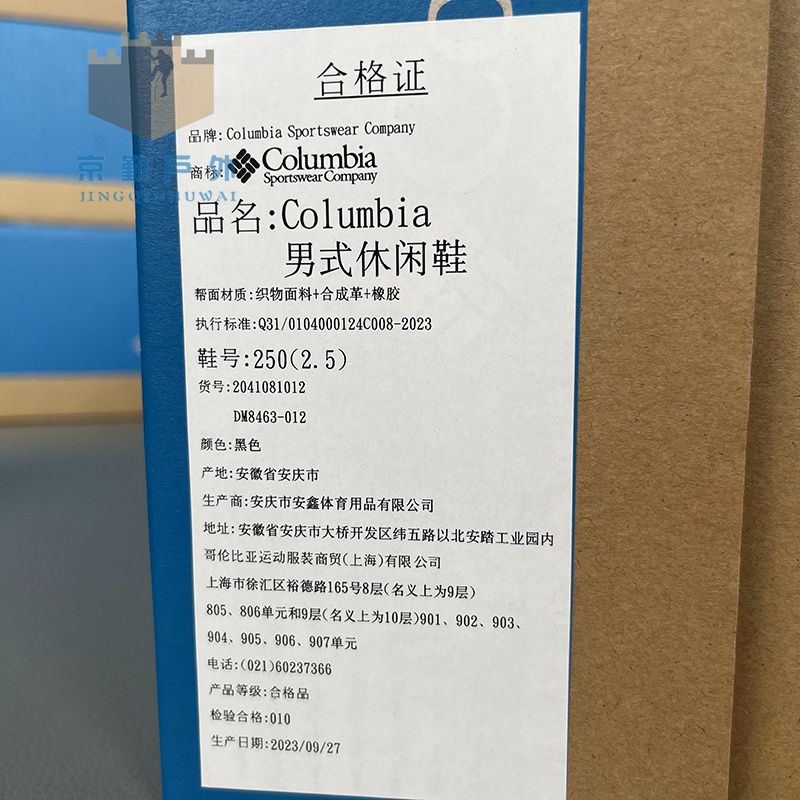 合格证
品牌:Columbia Sportswear Company
商标:Columbia
Sportswear Company
京勤户外
JINGQINHUWAI
品名:Columbia
男式休闲鞋
帮面材质:织物面料+合成革+橡胶
执行标准:Q31/0104000124C008-2023
鞋号:250(2.5)
货号:2041081012
DM8463-012
颜色:黑色
产地:安徽省安庆市
生产商:安庆市安鑫体育用品有限公司
地址:安徽省安庆市大桥开发区纬五路以北安踏工业园内
哥伦比亚运动服装商贸(上海)有限公司
上海市徐汇区裕德路165号8层(名义上为9层)
805、806单元和9层(名义上为10层)901、902、903、
904、905、906、907单元
电话:(021)60237366
产品等级:合格品
检验合格:010
生产日期:2023/09/27